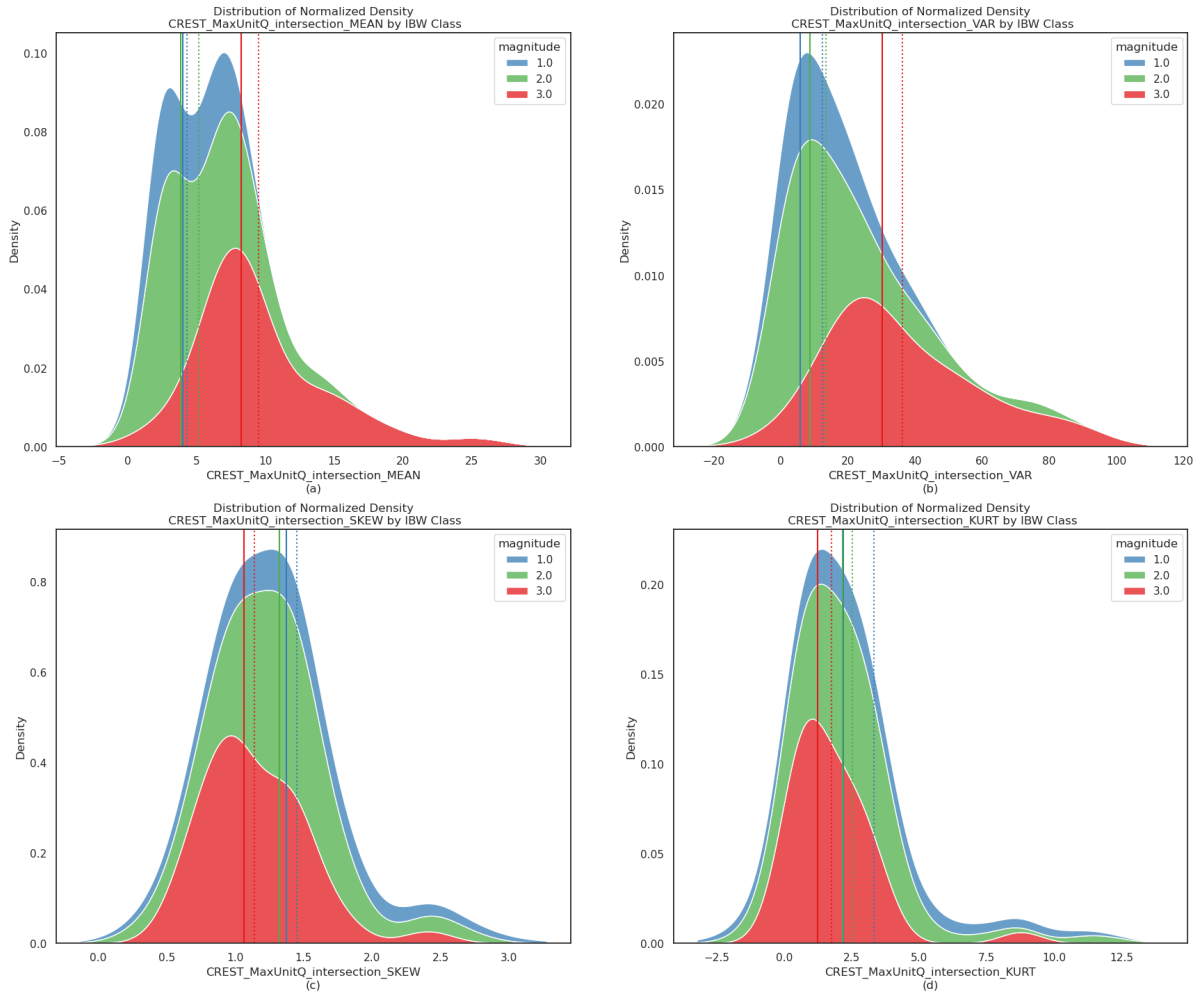 Distribution of Normalized Density
CREST_MaxUnitQ_intersection_MEAN by IBW Class
magnitude
1.0
2.0
3.0
0.10
0.08
0.06
0.04
0.02
0.00
Density
-5
0
5
10
15
20
25
30
CREST_MaxUnitQ_intersection_MEAN
(a)
Distribution of Normalized Density
CREST_MaxUnitQ_intersection_VAR by IBW Class
magnitude
1.0
2.0
3.0
0.020
0.015
0.010
0.005
0.000
Density
−20
0
20
40
60
80
100
120
CREST_MaxUnitQ_intersection_VAR
(b)
Distribution of Normalized Density
CREST_MaxUnitQ_intersection_SKEW by IBW Class
magnitude
1.0
2.0
3.0
0.8
0.6
0.4
0.2
0.0
Density
0.0
0.5
1.0
1.5
2.0
2.5
3.0
CREST_MaxUnitQ_intersection_SKEW
(c)
Distribution of Normalized Density
CREST_MaxUnitQ_intersection_KURT by IBW Class
magnitude
1.0
2.0
3.0
0.20
0.15
0.10
0.05
0.00
Density
−2.5
0.0
2.5
5.0
7.5
10.0
12.5
CREST_MaxUnitQ_intersection_KURT
(d)